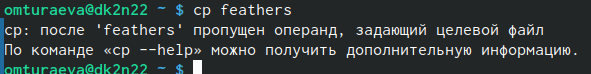 omturaeva@dk2n22 ~ $ cp feathers
cp: после 'feathers' пропущен операнд, задающий целевой файл
По команде «cp --help» можно получить дополнительную информацию.
omturaeva@dk2n22 ~ $